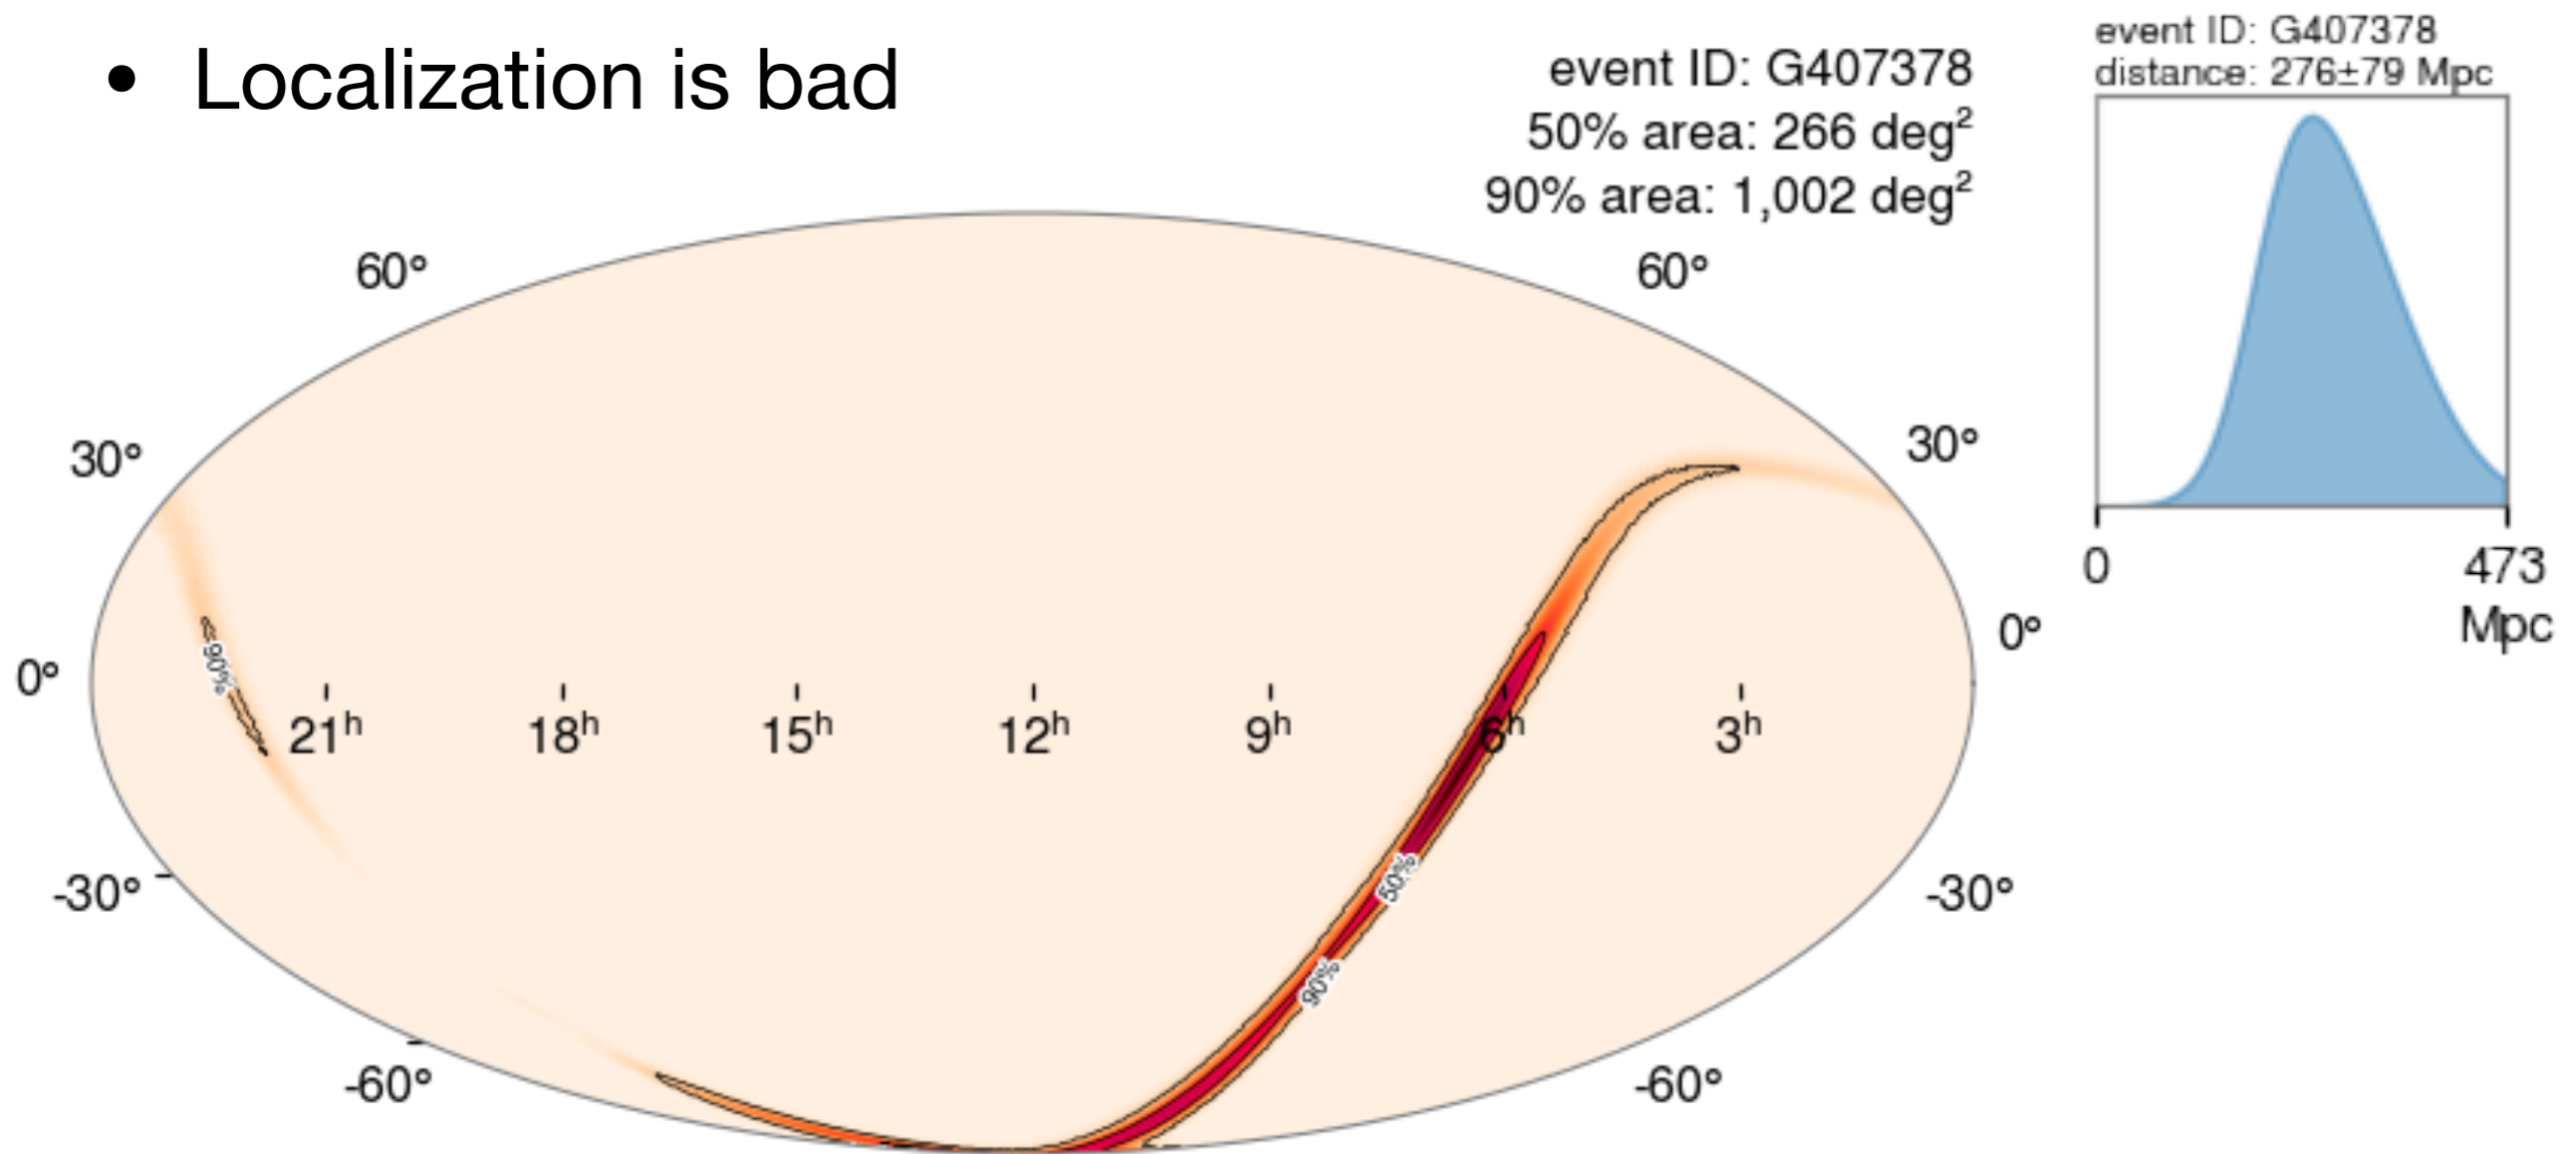 • Localization is bad
event ID: G407378
50% area: 266 deg²
90% area: 1,002 deg²
event ID: G407378
distance: 276±79 Mpc
0
473
Mpc
60°
60°
30°
30°
0°
0°
21ʰ
18ʰ
15ʰ
12ʰ
9ʰ
6ʰ
3ʰ
90%
50%
90%
-30°
-30°
-60°
-60°